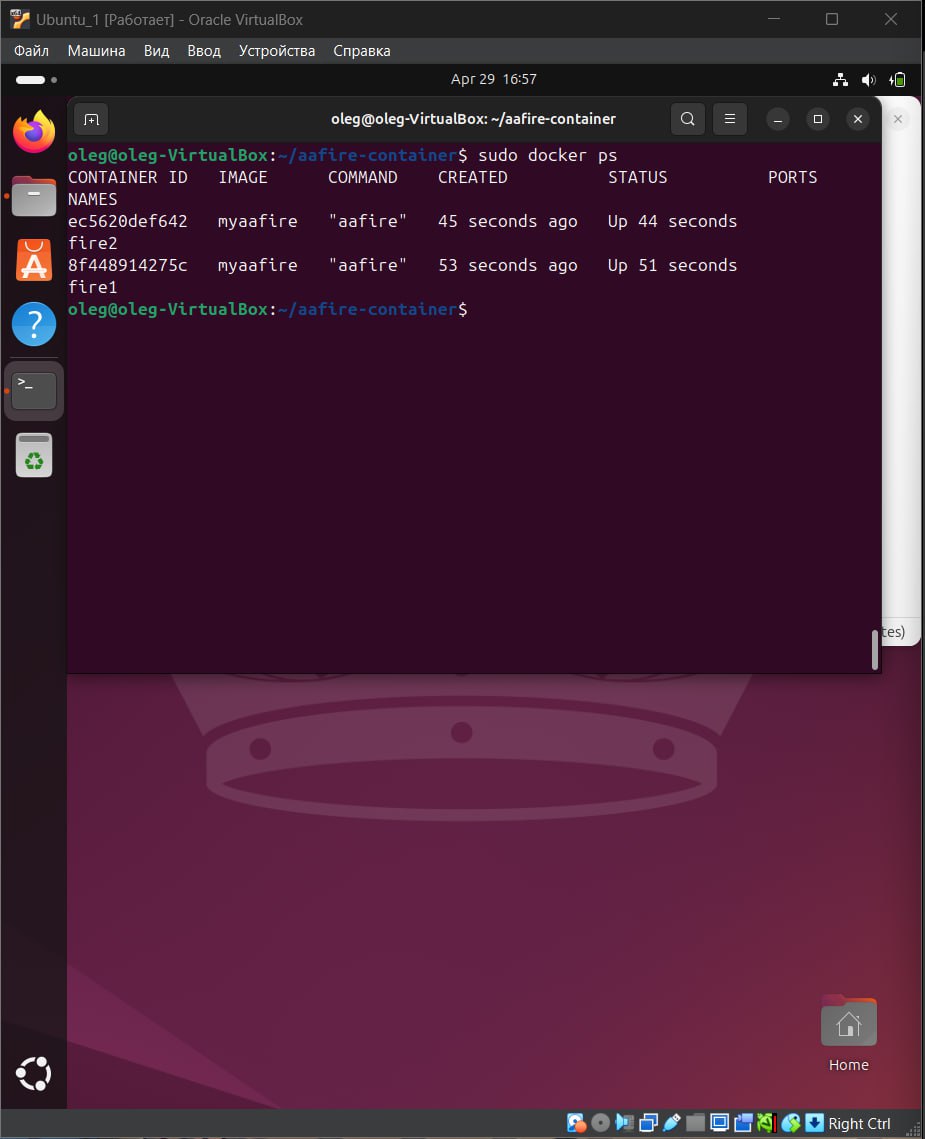 Ubuntu_1 [Работает] - Oracle VirtualBox
Файл Машина Вид Ввод Устройства Справка
Apr 29 16:57
oleg@oleg-VirtualBox: ~/aafire-container
oleg@oleg-VirtualBox:~/aafire-container$ sudo docker ps
CONTAINER ID IMAGE COMMAND CREATED STATUS PORTS
NAMES
ec5620def642 myaafire "aafire" 45 seconds ago Up 44 seconds
fire2
8f448914275c myaafire "aafire" 53 seconds ago Up 51 seconds
fire1
oleg@oleg-VirtualBox:~/aafire-container$
tes)
Home
Right Ctrl